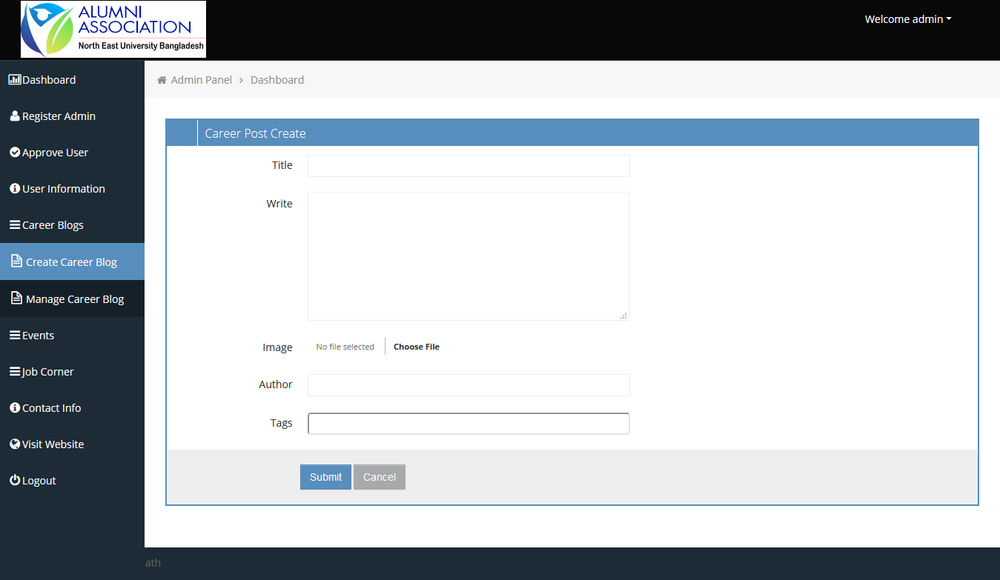 ALUMNI
ASSOCIATION
North East University Bangladesh
Welcome admin
Dashboard
Register Admin
Approve User
User Information
Career Blogs
Create Career Blog
Manage Career Blog
Events
Job Corner
Contact Info
Visit Website
Logout
Admin Panel > Dashboard
Career Post Create
Title
Write
Image No file selected Choose File
Author
Tags
Submit Cancel
ath